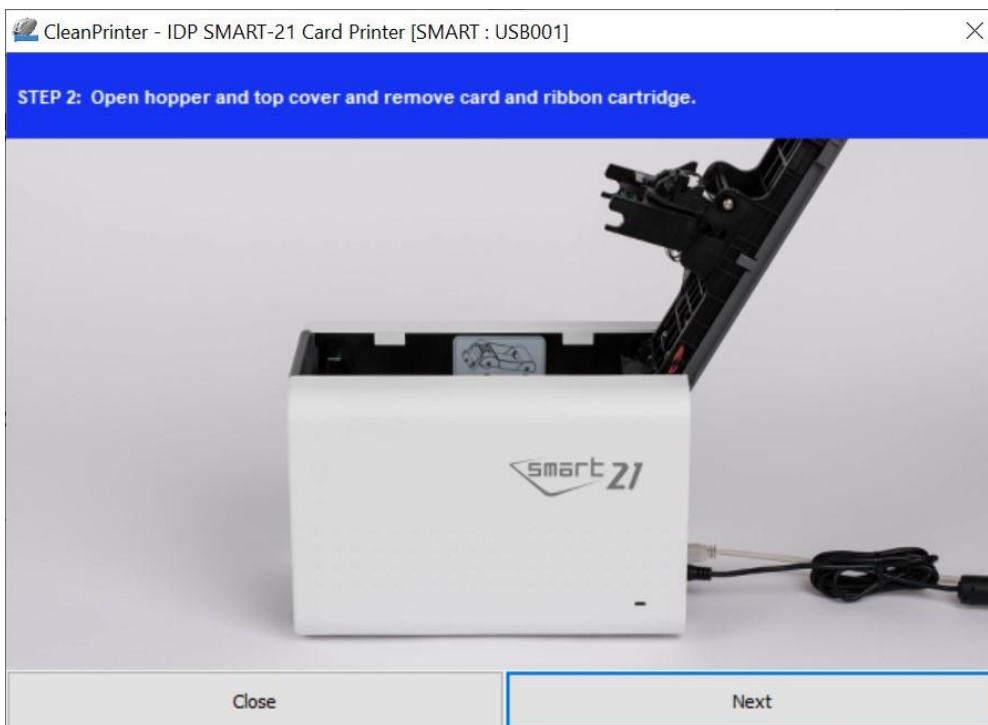 CleanPrinter - IDP SMART-21 Card Printer [SMART : USB001]
STEP 2: Open hopper and top cover and remove card and ribbon cartridge.
smart 21
Close
Next